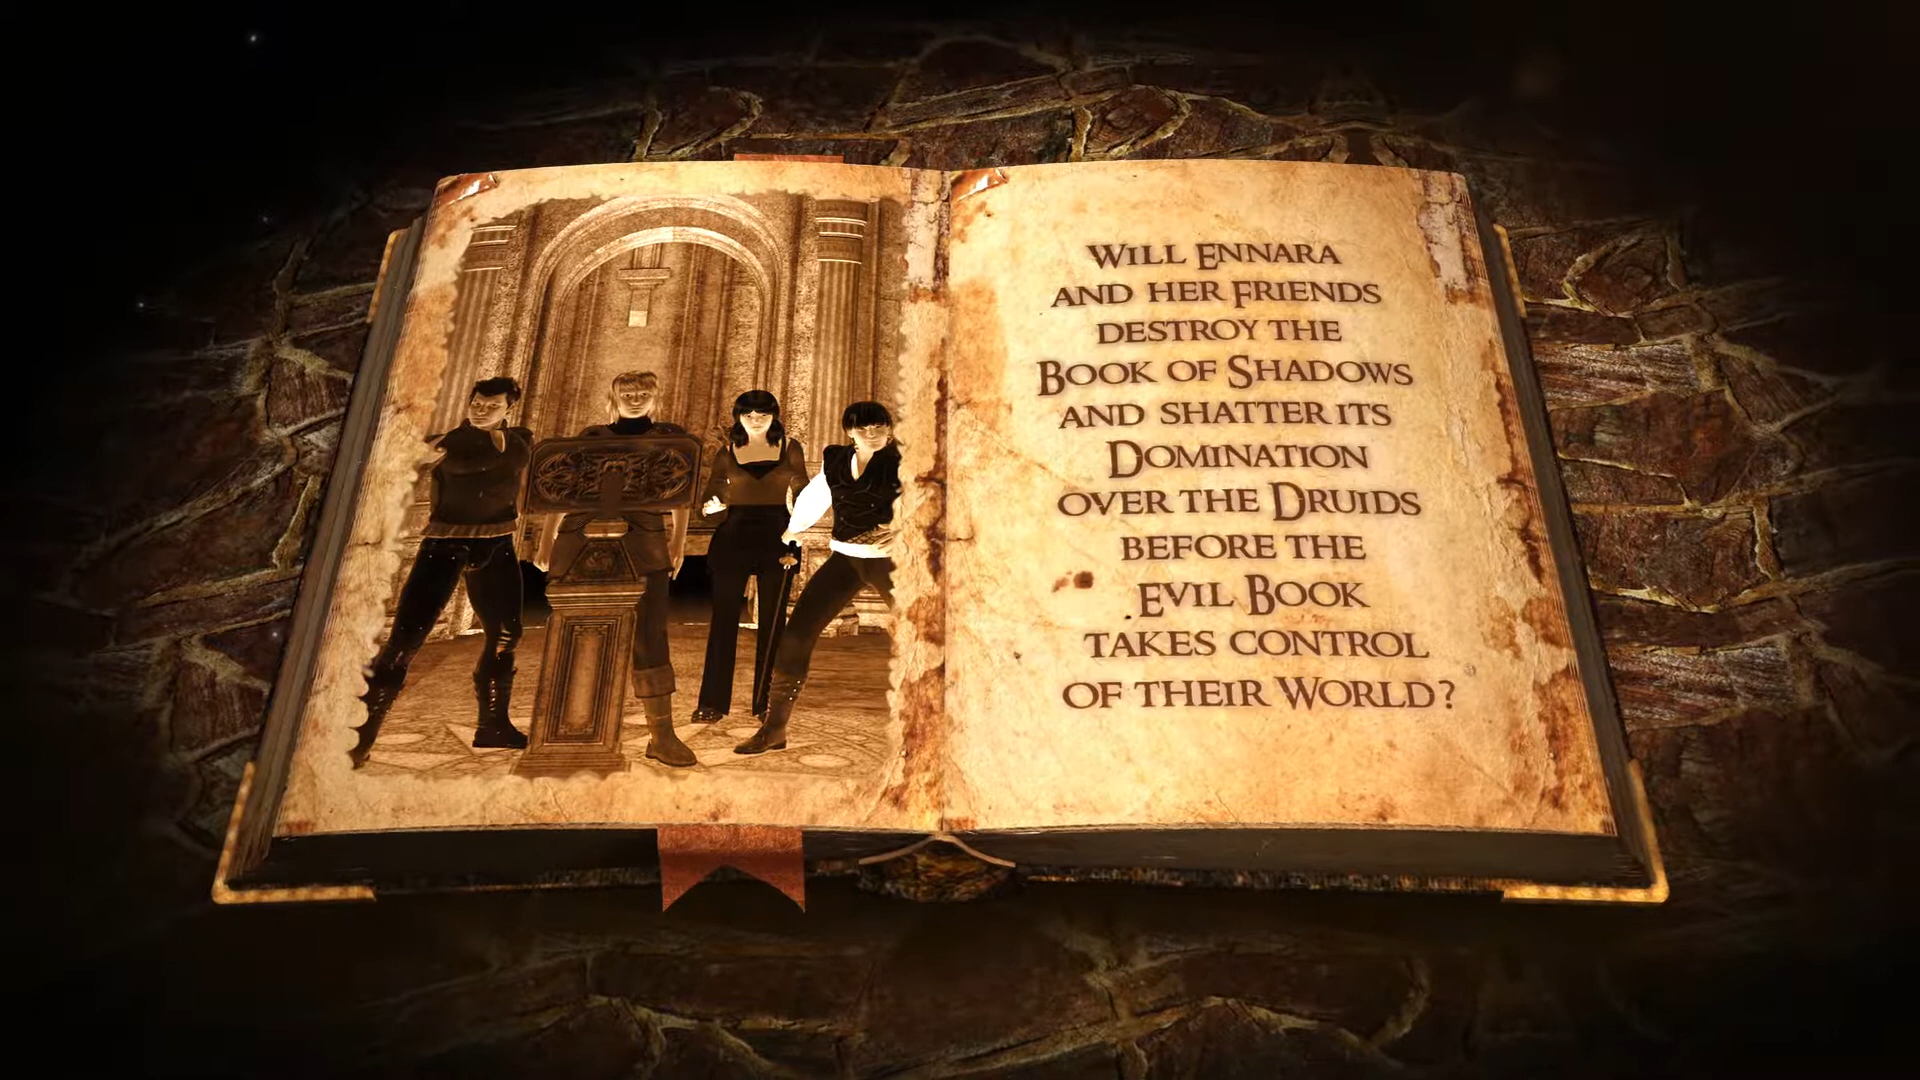 Will Ennara
and her Friends
destroy the
Book of Shadows
and shatter its
Domination
over the Druids
before the
Evil Book
takes control
of their World?